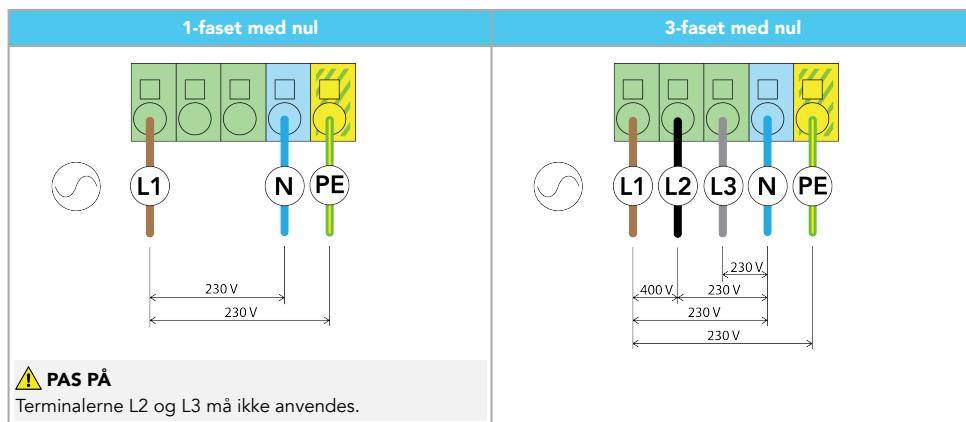 1-faset med nul
L1
N
PE
230 V
230 V
PAS PÅ
Terminalerne L2 og L3 må ikke anvendes.
3-faset med nul
L1
L2
L3
N
PE
230 V
400 V
230 V
230 V
230 V